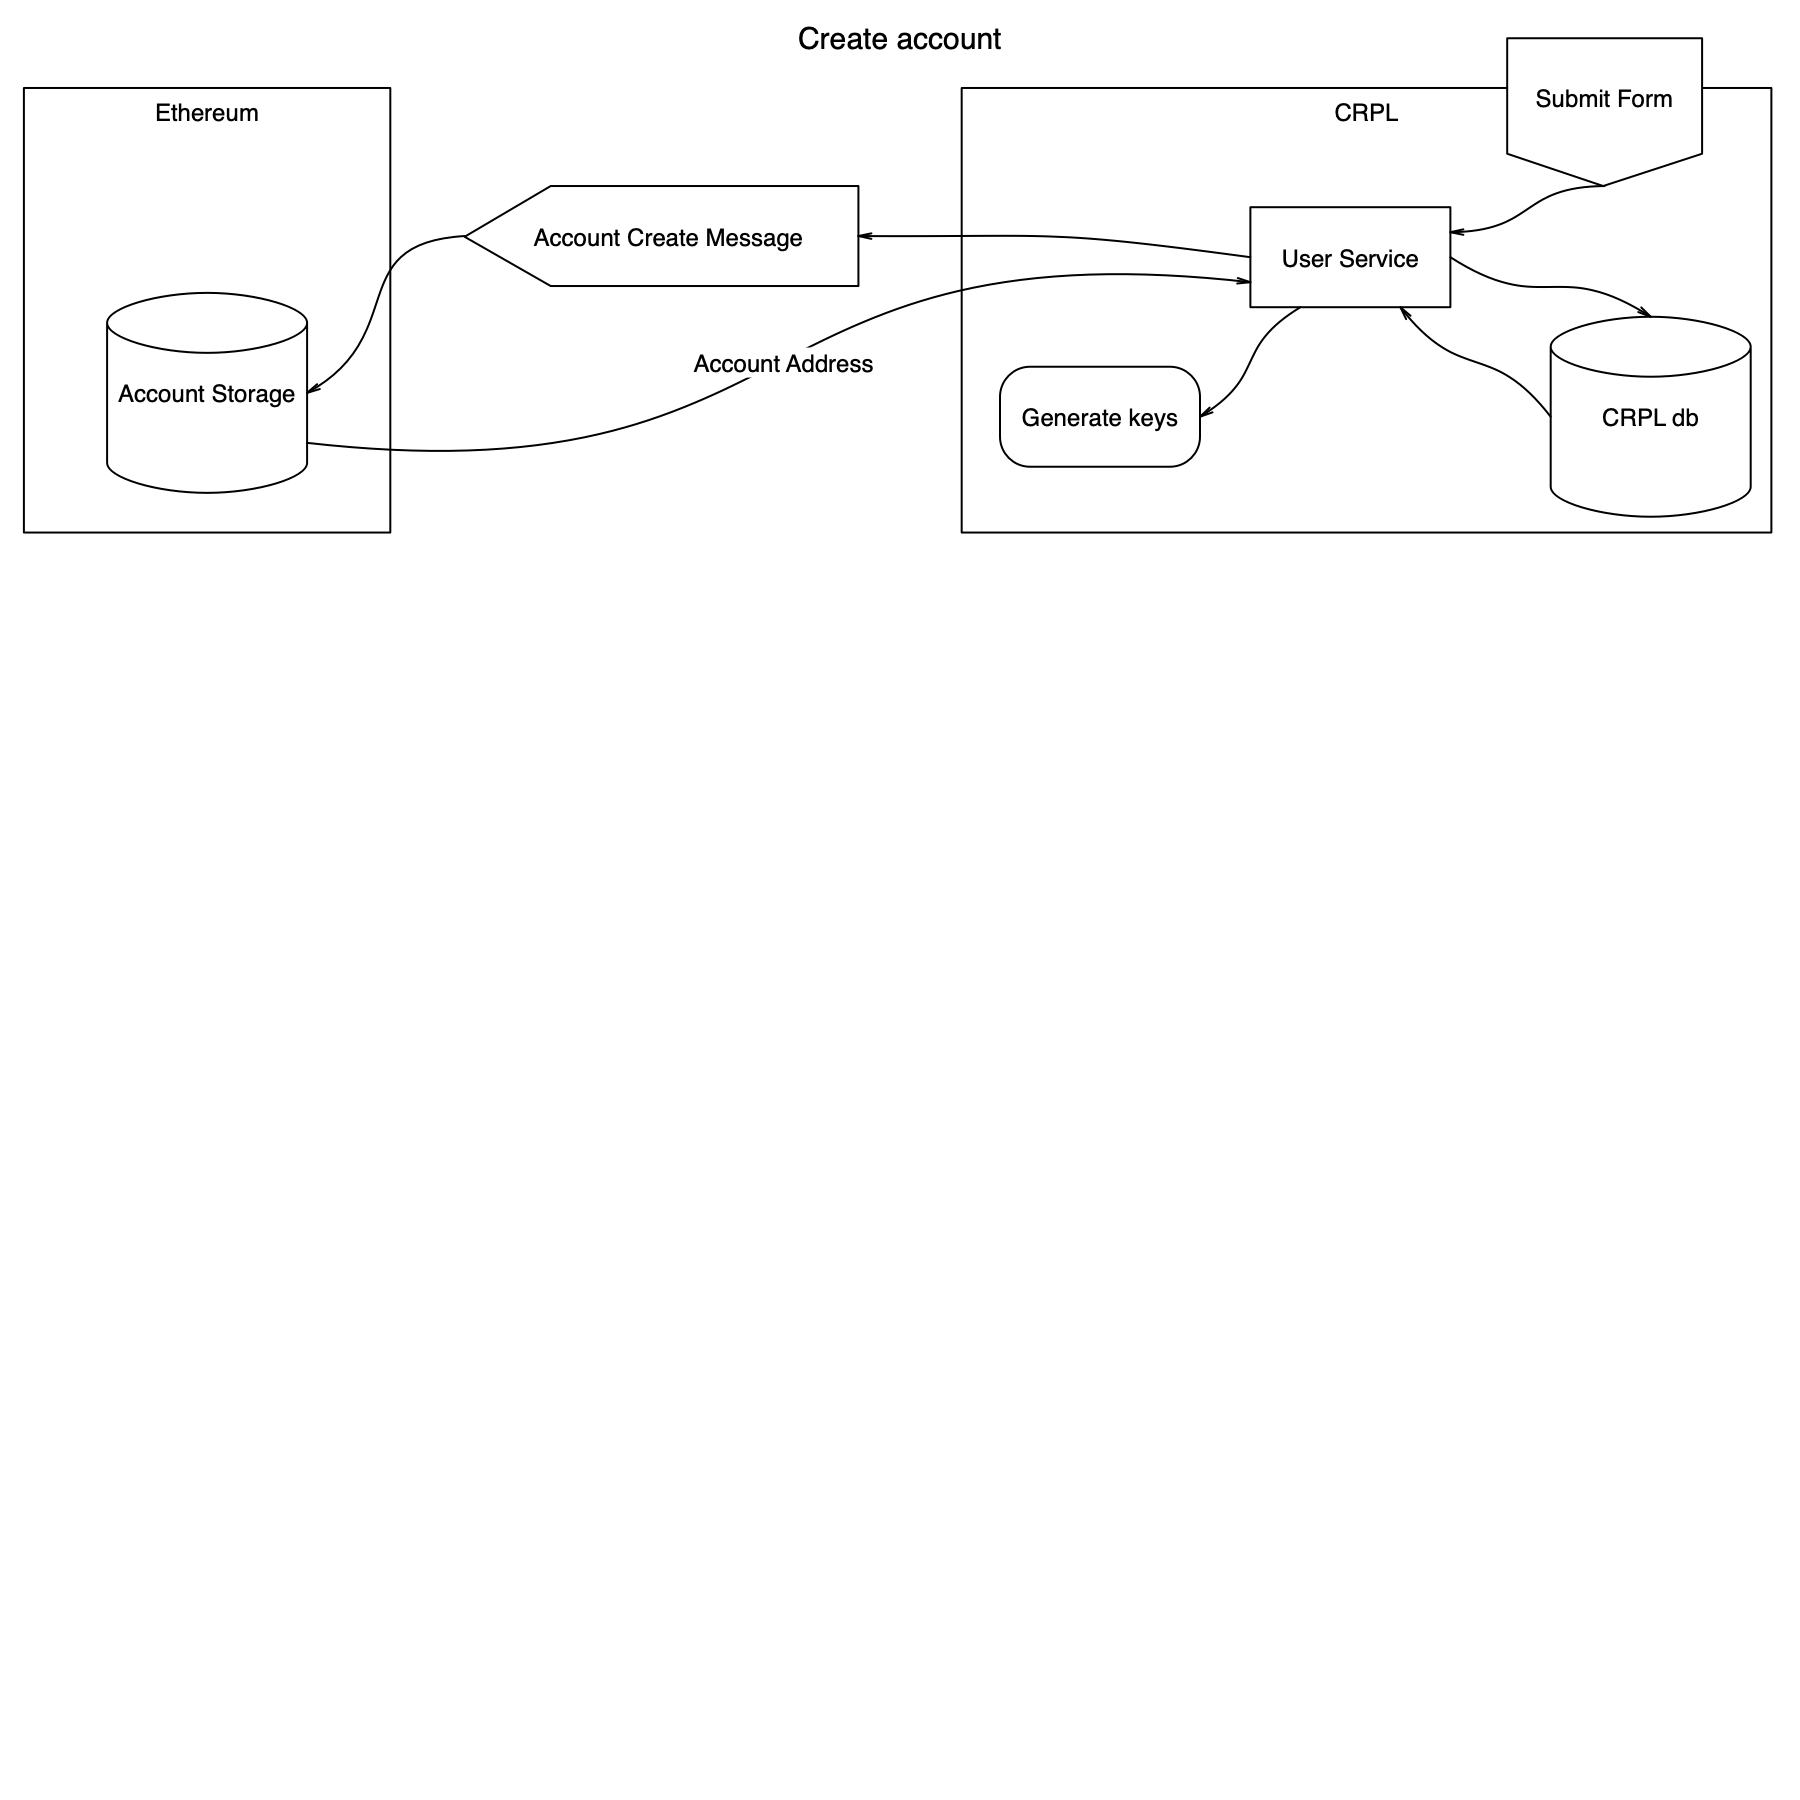 Create account
Ethereum
CRPL
Submit Form
Account Create Message
User Service
Account Address
Account Storage
Generate keys
CRPL db